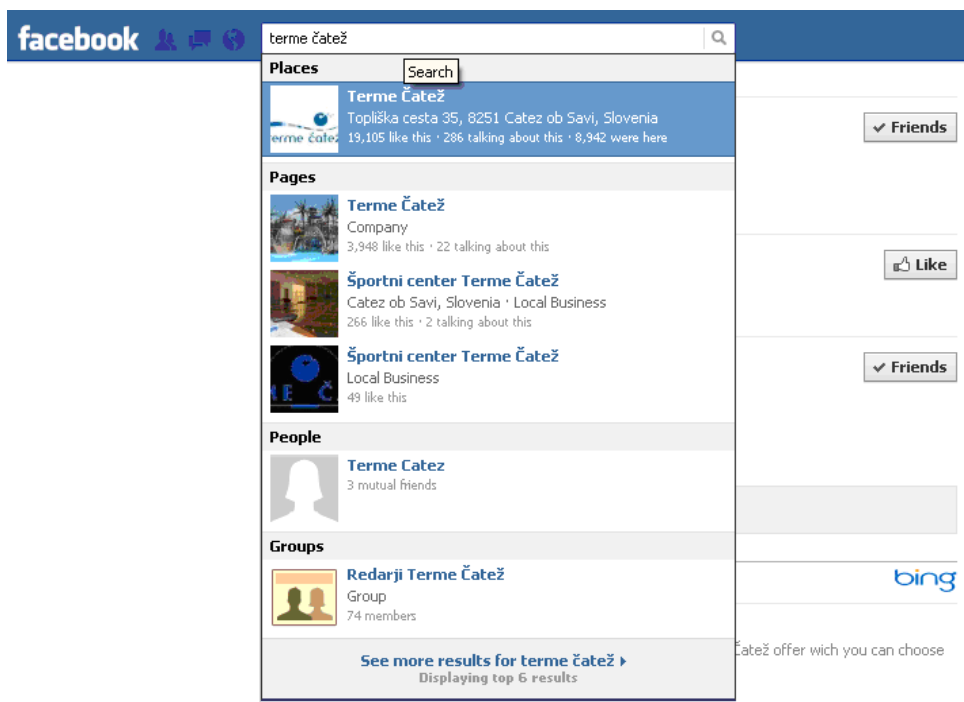 facebook
terme čatež
Search
Places
Terme Čatež
Topliška cesta 35, 8251 Catez ob Savi, Slovenia
19,105 like this · 286 talking about this · 8,942 were here
terme čatež
Pages
Terme Čatež
Company
3,948 like this · 22 talking about this
Športni center Terme Čatež
Catez ob Savi, Slovenia · Local Business
266 like this · 2 talking about this
Športni center Terme Čatež
Local Business
49 like this
People
Terme Catez
3 mutual friends
Groups
Redarji Terme Čatež
Group
74 members
See more results for terme čatež
Displaying top 6 results
Friends
Like
Friends
bing
Čatež offer wich you can choose